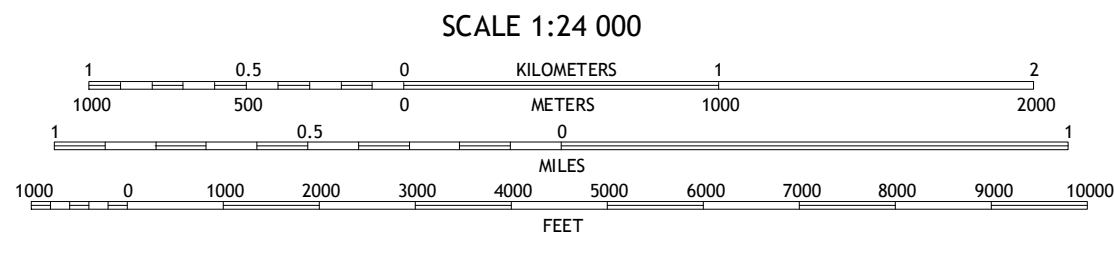 SCALE 1:24 000
1 0.5 0 KILOMETERS 1 2
1000 500 0 METERS 1000 2000
1 0.5 0 1
MILES
1000 0 1000 2000 3000 4000 5000 6000 7000 8000 9000 10000
FEET